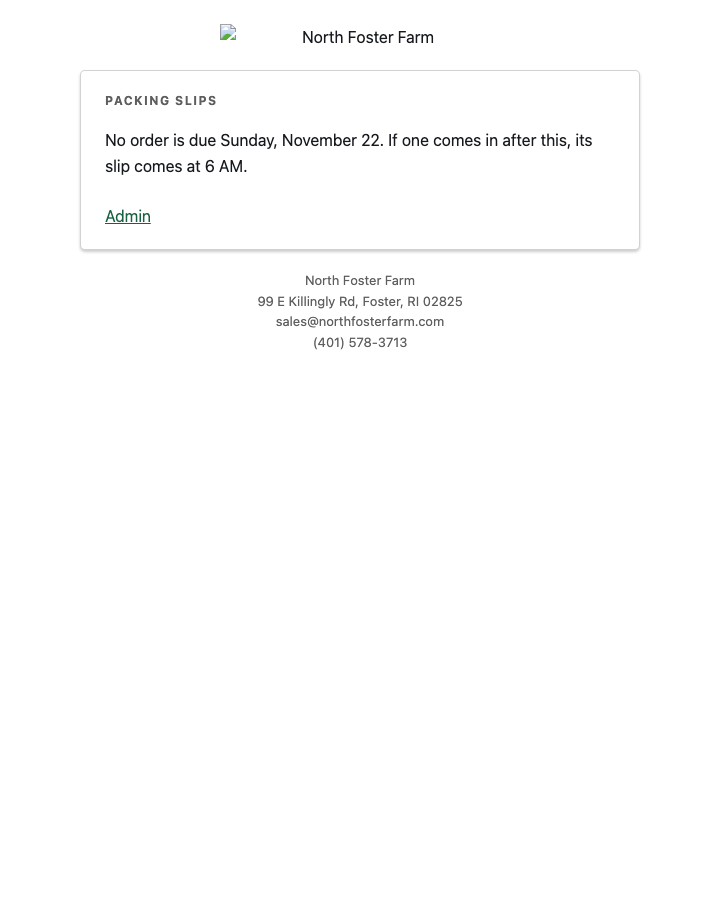 North Foster Farm
PACKING SLIPS
No order is due Sunday, November 22. If one comes in after this, its
slip comes at 6 AM.
Admin
North Foster Farm
99 E Killingly Rd, Foster, RI 02825
sales@northfosterfarm.com
(401) 578-3713